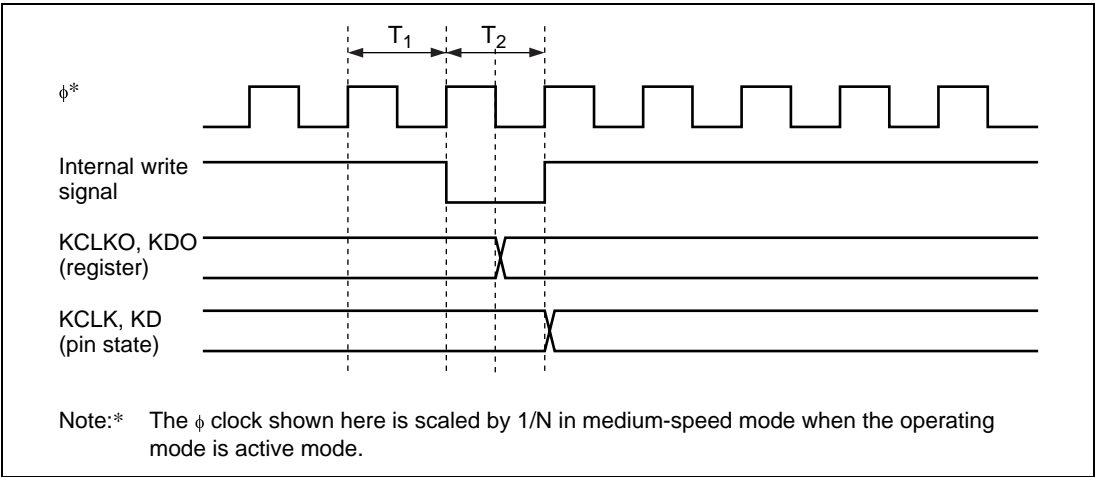 T₁ T₂
ϕ*
Internal write
signal
KCLKO, KDO
(register)
KCLK, KD
(pin state)
Note:* The ϕ clock shown here is scaled by 1/N in medium-speed mode when the operating
mode is active mode.